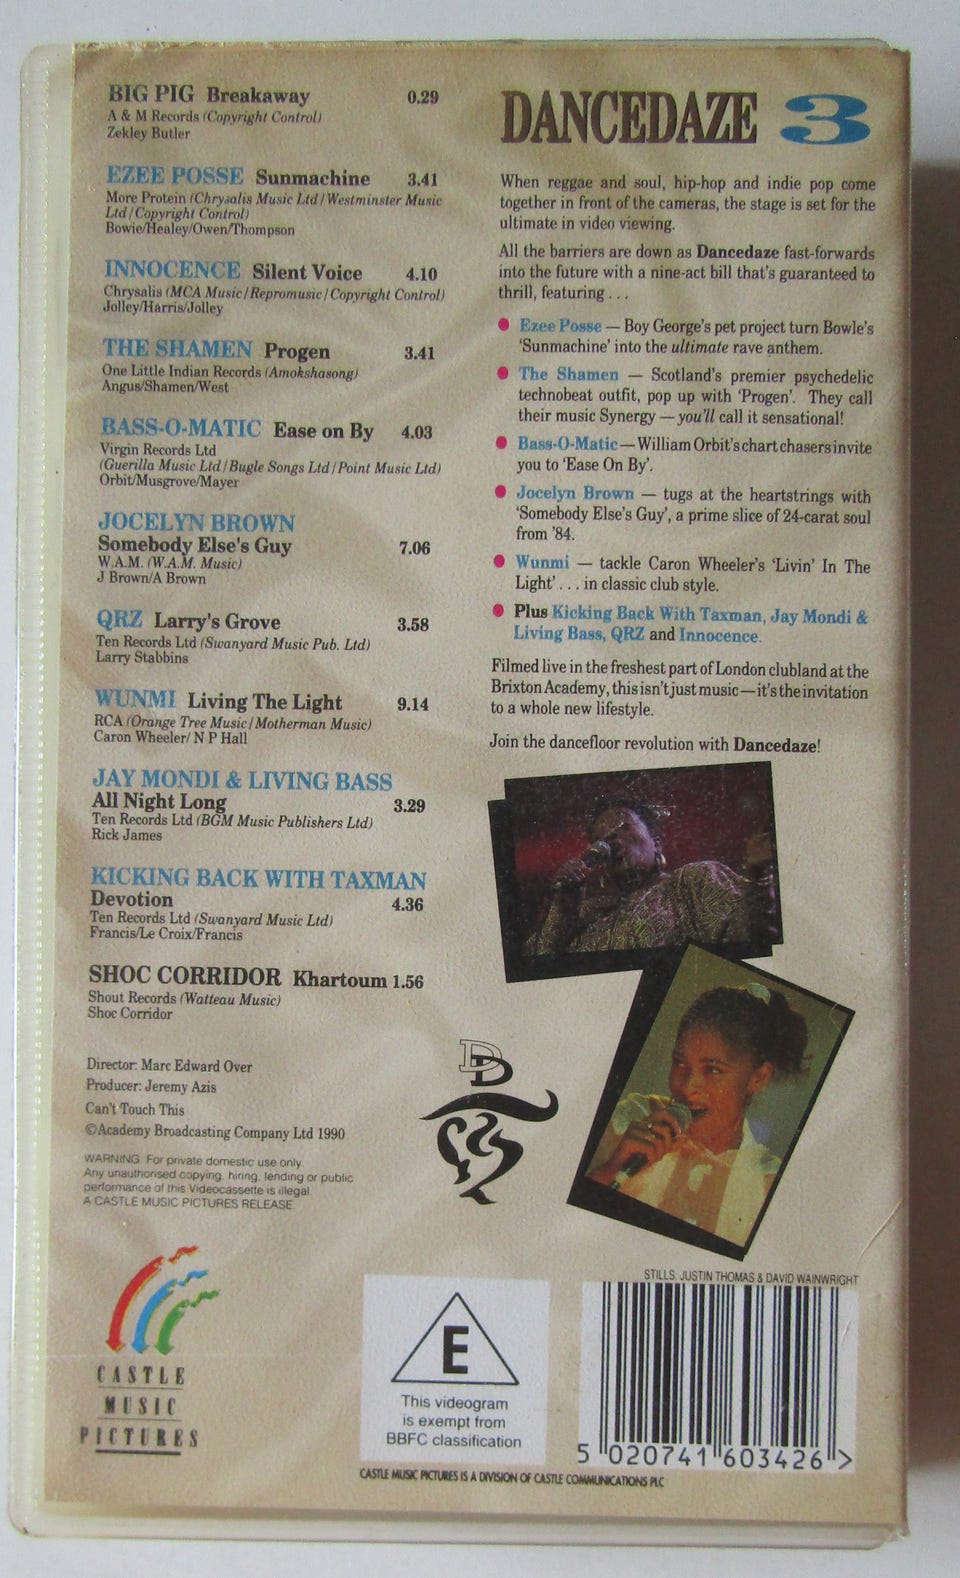 BIG PIG Breakaway 0.29
A & M Records (Copyright Control)
Zekley Butler
EZEE POSSE Sunmachine 3.41
More Protein (Chrysalis Music Ltd/Westminster Music
Ltd/Copyright Control)
Bowie/Healey/Owen/Thompson
INNOCENCE Silent Voice 4.10
Chrysalis (MCA Music/Repromusic/Copyright Control)
Jolley/Harris/Jolley
THE SHAMEN Progen 3.41
One Little Indian Records (Amokshasong)
Angus/Shamen/West
BASS-O-MATIC Ease on By 4.03
Virgin Records Ltd
(Guerilla Music Ltd/Bugle Songs Ltd/Point Music Ltd)
Orbit/Musgrove/Mayer
JOCELYN BROWN
Somebody Else's Guy 7.06
W.A.M. (W.A.M. Music)
J Brown/A Brown
QRZ Larry's Grove 3.58
Ten Records Ltd (Swanyard Music Pub. Ltd)
Larry Stabbins
WUNMI Living The Light 9.14
RCA (Orange Tree Music/Motherman Music)
Caron Wheeler/ N P Hall
JAY MONDI & LIVING BASS
All Night Long 3.29
Ten Records Ltd (BGM Music Publishers Ltd)
Rick James
KICKING BACK WITH TAXMAN
Devotion 4.36
Ten Records Ltd (Swanyard Music Ltd)
Francis/Le Croix/Francis
SHOC CORRIDOR Khartoum 1.56
Shout Records (Watteau Music)
Shoc Corridor
Director: Marc Edward Over
Producer: Jeremy Azis
Can't Touch This
©Academy Broadcasting Company Ltd 1990
WARNING. For private domestic use only.
Any unauthorised copying, hiring, lending or public
performance of this Videocassette is illegal.
A CASTLE MUSIC PICTURES RELEASE
CASTLE
MUSIC
PICTURES
DANCEDAZE 3
When reggae and soul, hip-hop and indie pop come
together in front of the cameras, the stage is set for the
ultimate in video viewing.
All the barriers are down as Dancedaze fast-forwards
into the future with a nine-act bill that's guaranteed to
thrill, featuring . . .
● Ezee Posse — Boy George's pet project turn Bowle's
'Sunmachine' into the ultimate rave anthem.
● The Shamen — Scotland's premier psychedelic
technobeat outfit, pop up with 'Progen'. They call
their music Synergy — you'll call it sensational!
● Bass-O-Matic — William Orbit's chart chasers invite
you to 'Ease On By'.
● Jocelyn Brown — tugs at the heartstrings with
'Somebody Else's Guy', a prime slice of 24-carat soul
from '84.
● Wunmi — tackle Caron Wheeler's 'Livin' In The
Light' . . . in classic club style.
● Plus Kicking Back With Taxman, Jay Mondi &
Living Bass, QRZ and Innocence.
Filmed live in the freshest part of London clubland at the
Brixton Academy, this isn't just music—it's the invitation
to a whole new lifestyle.
Join the dancefloor revolution with Dancedaze!
DD
STILLS: JUSTIN THOMAS & DAVID WAINWRIGHT
E
This videogram
is exempt from
BBFC classification
5 020741 603426 >
CASTLE MUSIC PICTURES IS A DIVISION OF CASTLE COMMUNICATIONS PLC